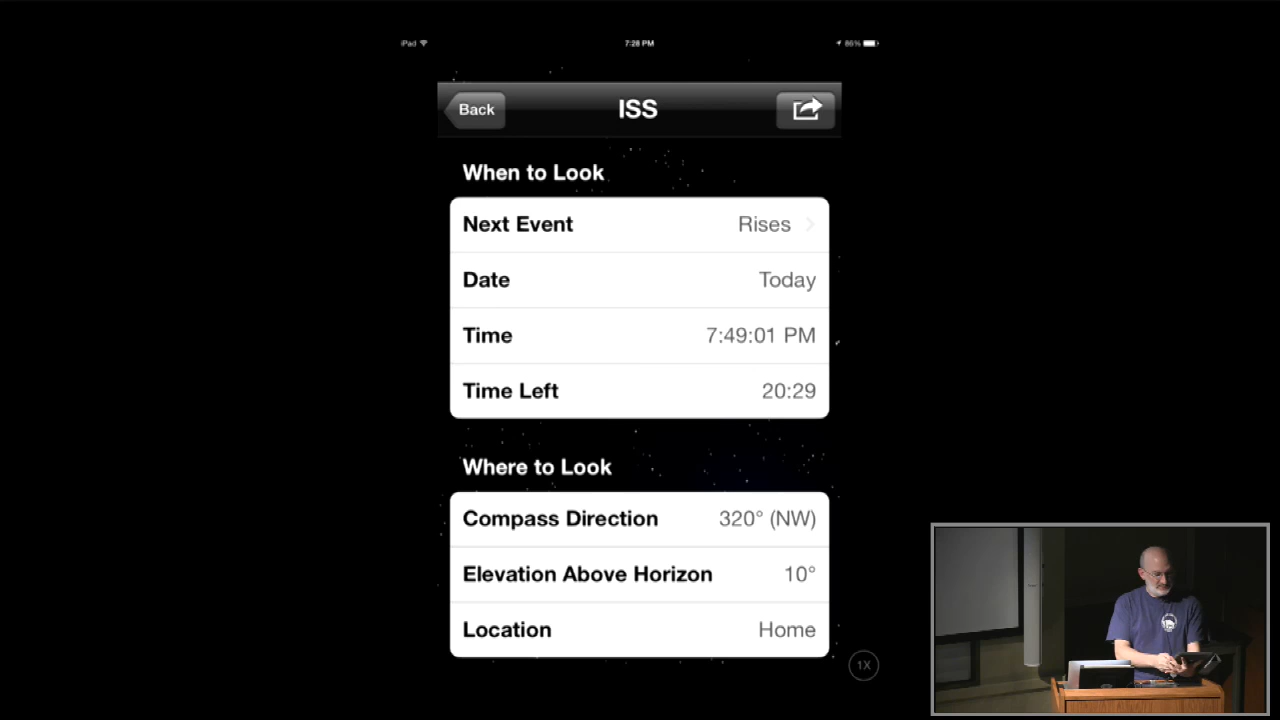 iPad 7:28 PM 86%
Back ISS
When to Look
Next Event Rises
Date Today
Time 7:49:01 PM
Time Left 20:29
Where to Look
Compass Direction 320° (NW)
Elevation Above Horizon 10°
Location Home
1X